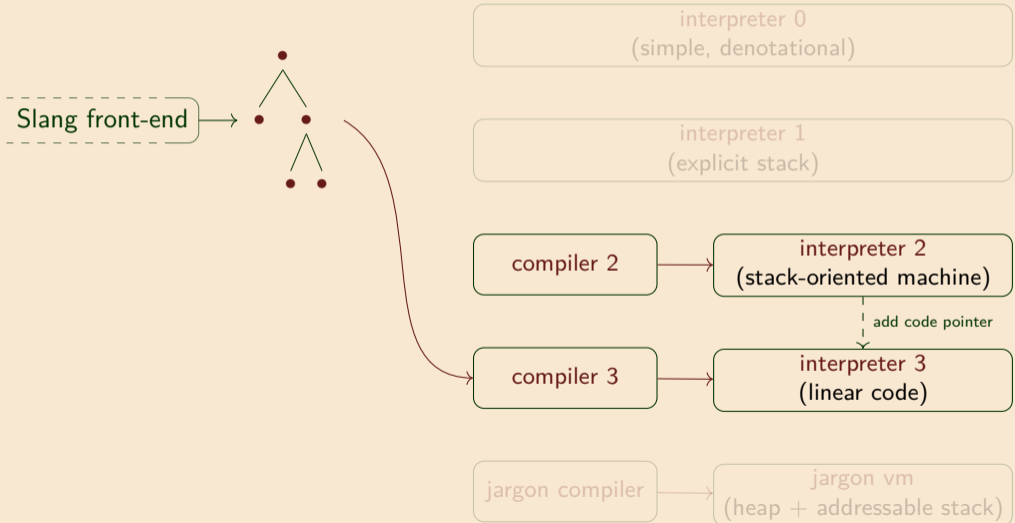 interpreter 0
(simple, denotational)
Slang front-end
interpreter 1
(explicit stack)
compiler 2
interpreter 2
(stack-oriented machine)
add code pointer
compiler 3
interpreter 3
(linear code)
jargon compiler
jargon vm
(heap + addressable stack)